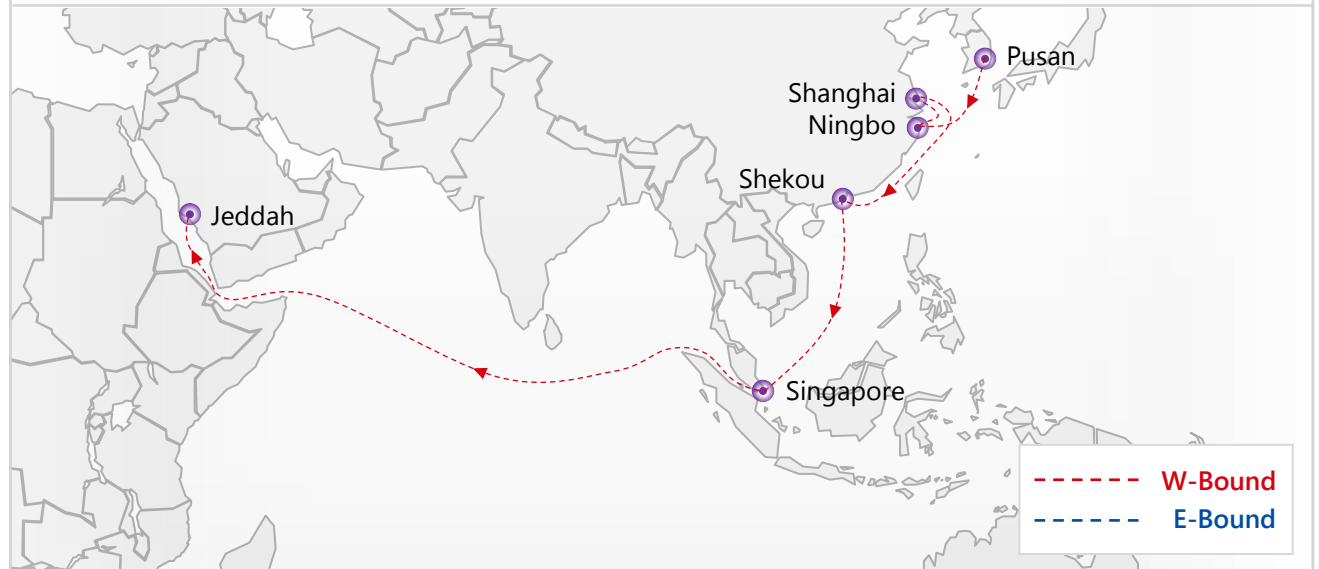 Pusan
Shanghai
Ningbo
Shekou
Jeddah
Singapore
W-Bound
E-Bound